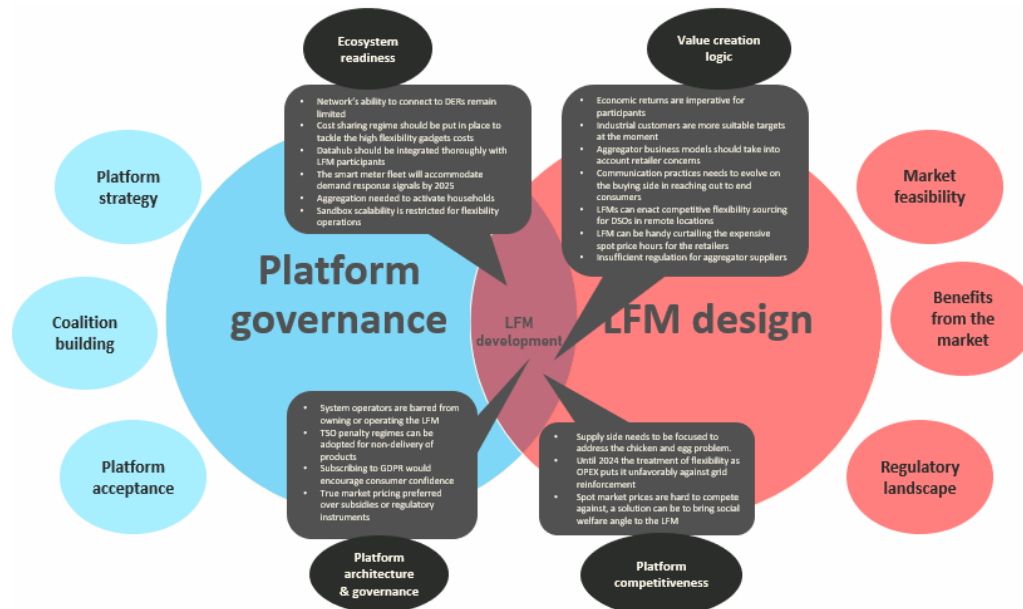 Ecosystem
readiness
• Network's ability to connect to DERs remain
limited
• Cost sharing regime should be put in place to
tackle the high flexibility gadgets costs
• Datahub should be integrated thoroughly with
LFM participants
• The smart meter fleet will accommodate
demand response signals by 2025
• Aggregation needed to activate households
• Sandbox scalability is restricted for flexibility
operations
Value creation
logic
• Economic returns are imperative for
participants
• Industrial customers are more suitable targets
at the moment
• Aggregator business models should take into
account retailer concerns
• Communication practices needs to evolve on
the buying side in reaching out to end
consumers
• LFMs can enact competitive flexibility sourcing
for DSOs in remote locations
• LFM can be handy curtailing the expensive
spot price hours for the retailers
• Insufficient regulation for aggregator suppliers
Platform
strategy
Coalition
building
Platform
acceptance
Platform
governance
LFM
development
LFM design
Market
feasibility
Benefits
from the
market
Regulatory
landscape
• System operators are barred from
owning or operating the LFM
• TSO penalty regimes can be
adopted for non-delivery of
products
• Subscribing to GDPR would
encourage consumer confidence
• True market pricing preferred
over subsidies or regulatory
instruments
Platform
architecture
& governance
• Supply side needs to be focused to
address the chicken and egg problem.
• Until 2024 the treatment of flexibility as
OPEX puts it unfavorably against grid
reinforcement
• Spot market prices are hard to compete
against, a solution can be to bring social
welfare angle to the LFM
Platform
competitiveness